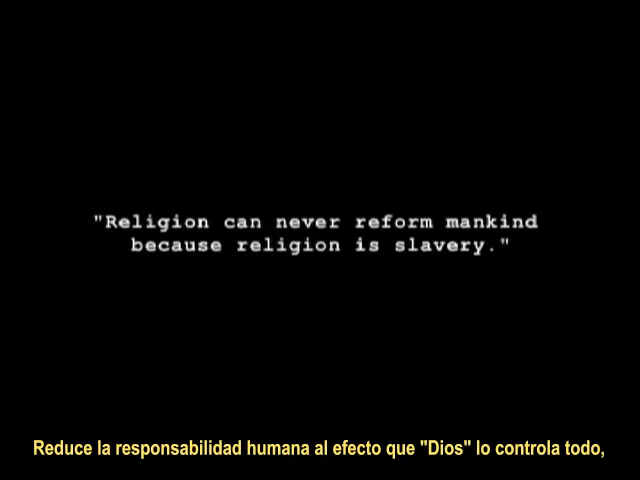 "Religion can never reform mankind
because religion is slavery."
Reduce la responsabilidad humana al efecto que "Dios" lo controla todo,